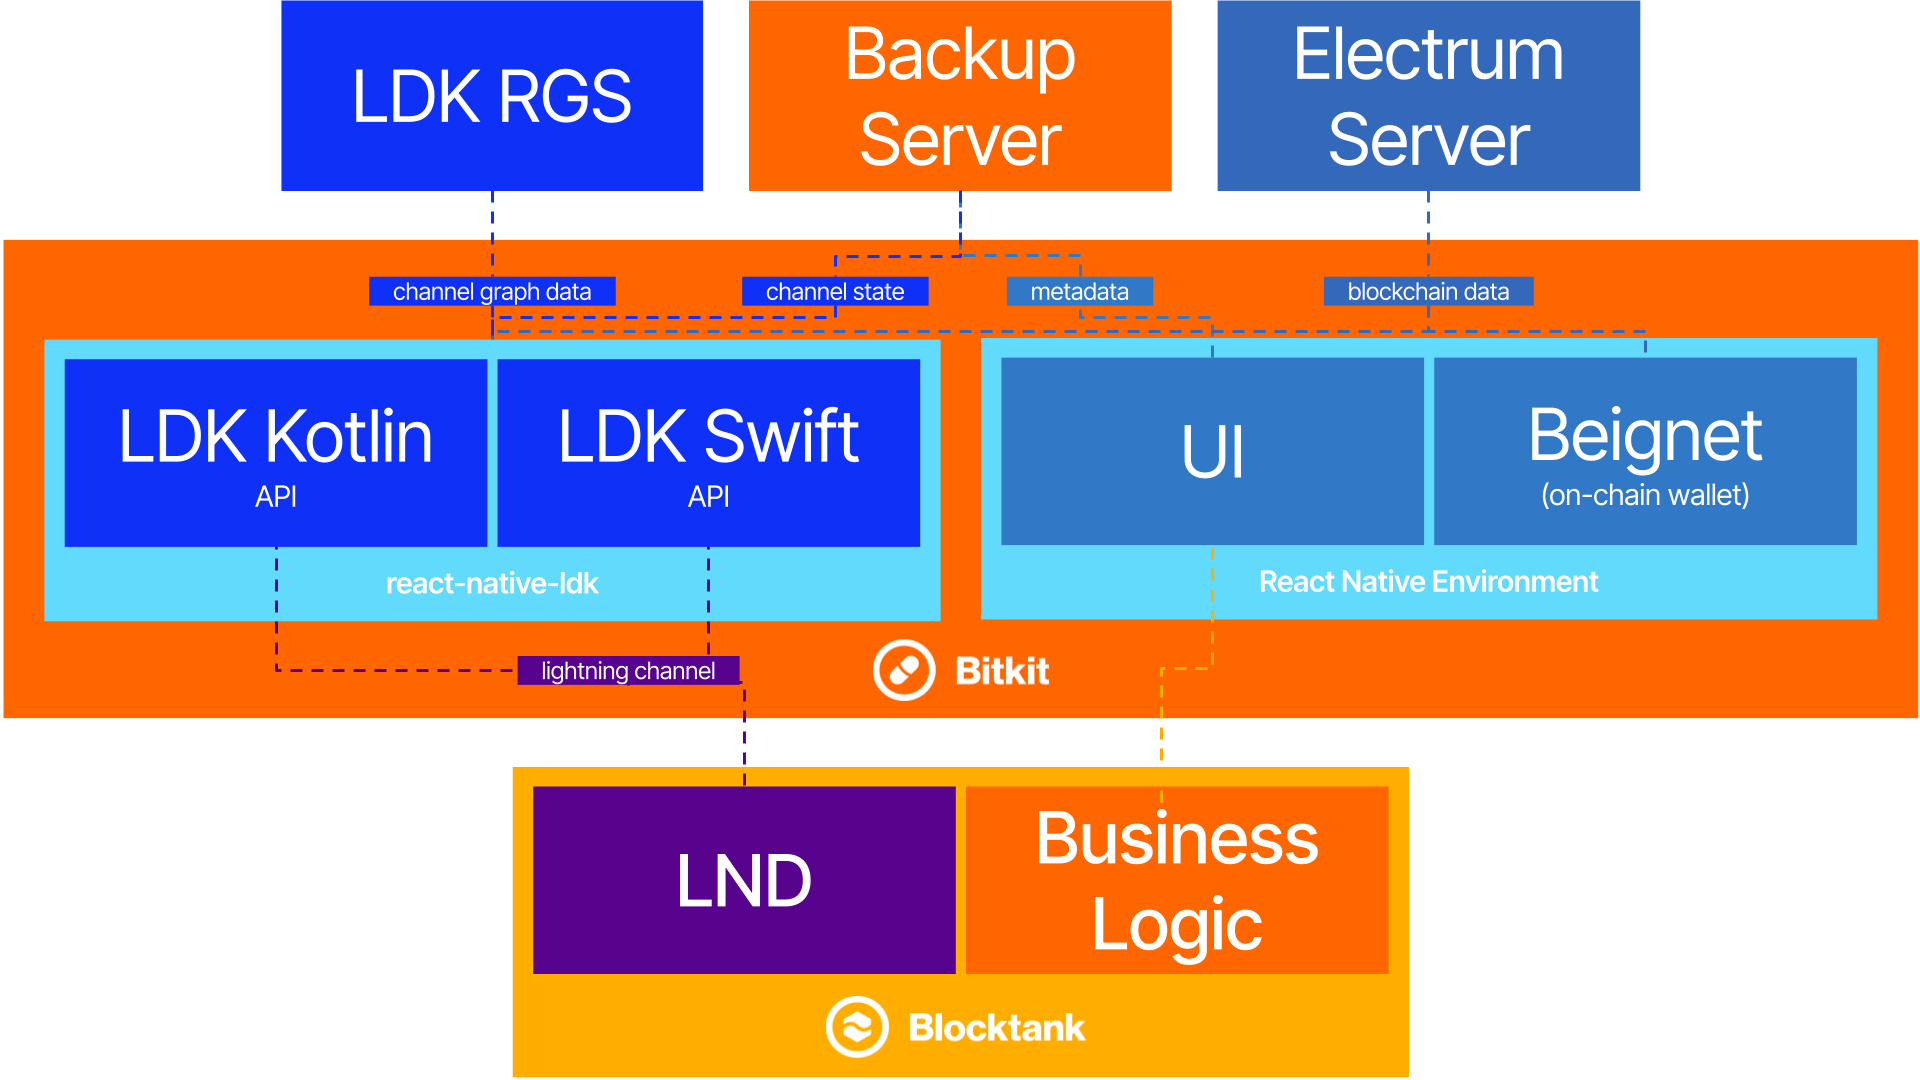 LDK RGS
Backup
Server
Electrum
Server
channel graph data
channel state
metadata
blockchain data
LDK Kotlin
API
LDK Swift
API
react-native-ldk
UI
Beignet
(on-chain wallet)
React Native Environment
lightning channel
Bitkit
LND
Business
Logic
Blocktank